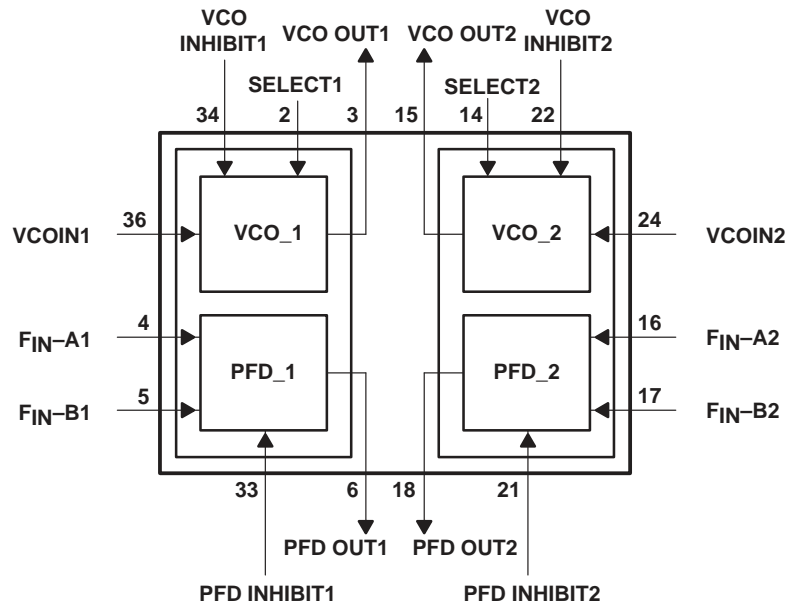 VCO
INHIBIT1
VCO OUT1
VCO OUT2
VCO
INHIBIT2
SELECT1
SELECT2
34
2
3
15
14
22
VCOIN1
36
VCO_1
VCO_2
24
VCOIN2
FIN–A1
4
16
FIN–A2
PFD_1
PFD_2
FIN–B1
5
17
FIN–B2
33
6
18
21
PFD OUT1
PFD OUT2
PFD INHIBIT1
PFD INHIBIT2